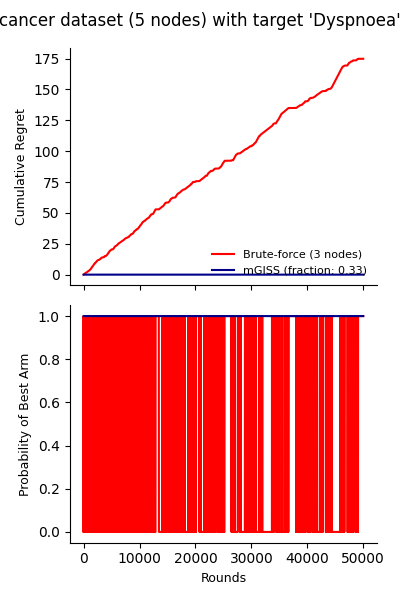 cancer dataset (5 nodes) with target 'Dyspnoea'
175
150
125
100
75
50
25
0
Cumulative Regret
Brute-force (3 nodes)
mGISS (fraction: 0.33)
1.0
0.8
0.6
0.4
0.2
0.0
Probability of Best Arm
0 10000 20000 30000 40000 50000
Rounds